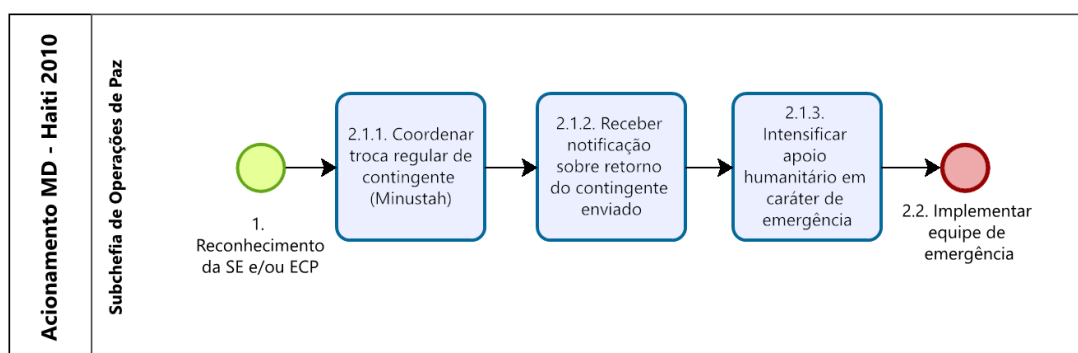 Acionamento MD - Haiti 2010
Subchefia de Operações de Paz
1.
Reconhecimento
da SE e/ou ECP
2.1.1. Coordenar
troca regular de
contingente
(Minustah)
2.1.2. Receber
notificação
sobre retorno
do contingente
enviado
2.1.3.
Intensificar
apoio
humanitário em
caráter de
emergência
2.2. Implementar
equipe de
emergência